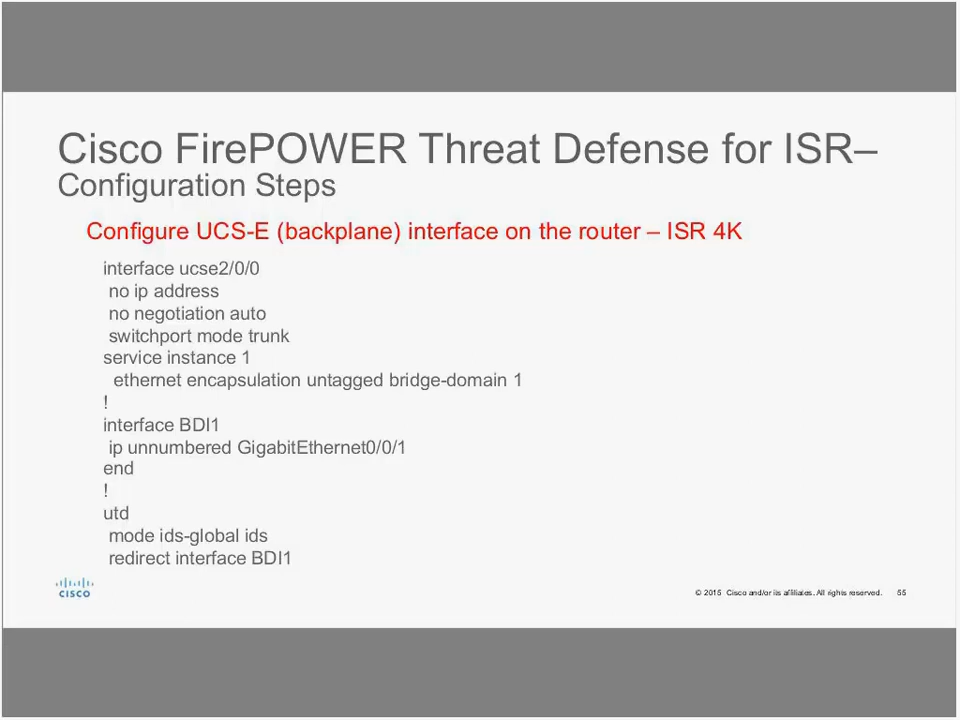 Cisco FirePOWER Threat Defense for ISR–
Configuration Steps
Configure UCS-E (backplane) interface on the router – ISR 4K
interface ucse2/0/0
no ip address
no negotiation auto
switchport mode trunk
service instance 1
ethernet encapsulation untagged bridge-domain 1
!
interface BDI1
ip unnumbered GigabitEthernet0/0/1
end
!
utd
mode ids-global ids
redirect interface BDI1
CISCO
© 2015 Cisco and/or its affiliates. All rights reserved. 55